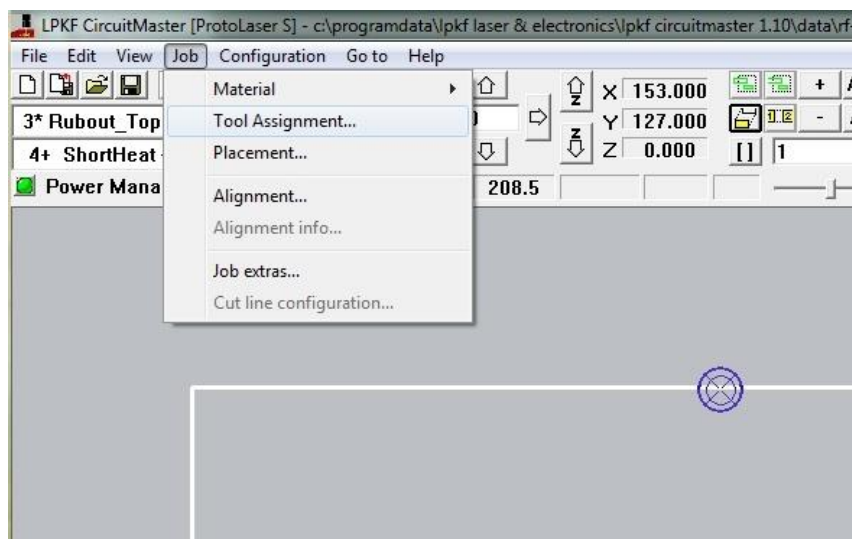 LPKF CircuitMaster [ProtoLaser S] - c:\programdata\lpkf laser & electronics\lpkf circuitmaster 1.10\data\rf-
File Edit View Job Configuration Go to Help
Material
X 153.000
3* Rubout_Top
Tool Assignment...
Z
Y 127.000
4+ ShortHeat
Placement...
Z
Z 0.000
[] 1
Power Mana
208.5
Alignment...
Alignment info...
Job extras...
Cut line configuration...